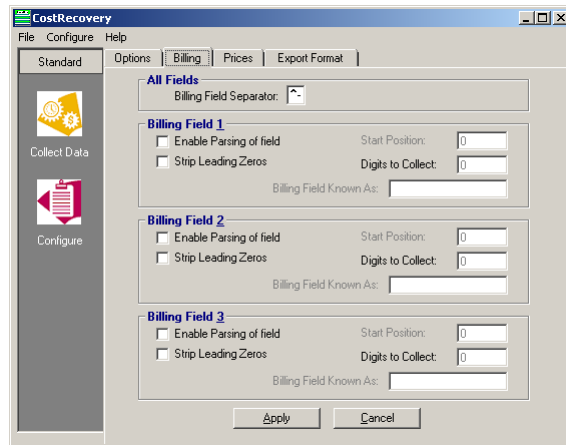 CostRecovery
File Configure Help
Standard
Collect Data
Configure
Options Billing Prices Export Format
All Fields
Billing Field Separator: ^-
Billing Field 1
Enable Parsing of field Start Position: 0
Strip Leading Zeros Digits to Collect: 0
Billing Field Known As:
Billing Field 2
Enable Parsing of field Start Position: 0
Strip Leading Zeros Digits to Collect: 0
Billing Field Known As:
Billing Field 3
Enable Parsing of field Start Position: 0
Strip Leading Zeros Digits to Collect: 0
Billing Field Known As:
Apply Cancel